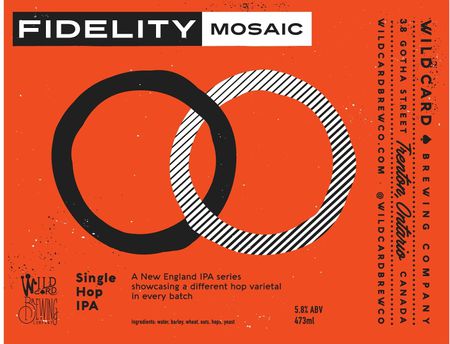 FIDELITY MOSAIC
WILD CARD BREWING COMPANY
38 GOTHA STREET Trenton, Ontario CANADA
WILDCARDBREWCO.COM · @WILDCARDBREWCO
WILD
CARD
BREWING
COMPANY
Single
Hop
IPA
A New England IPA series
showcasing a different hop varietal
in every batch
Ingredients: water, barley, wheat, oats, hops, yeast
5.8% ABV
473ml